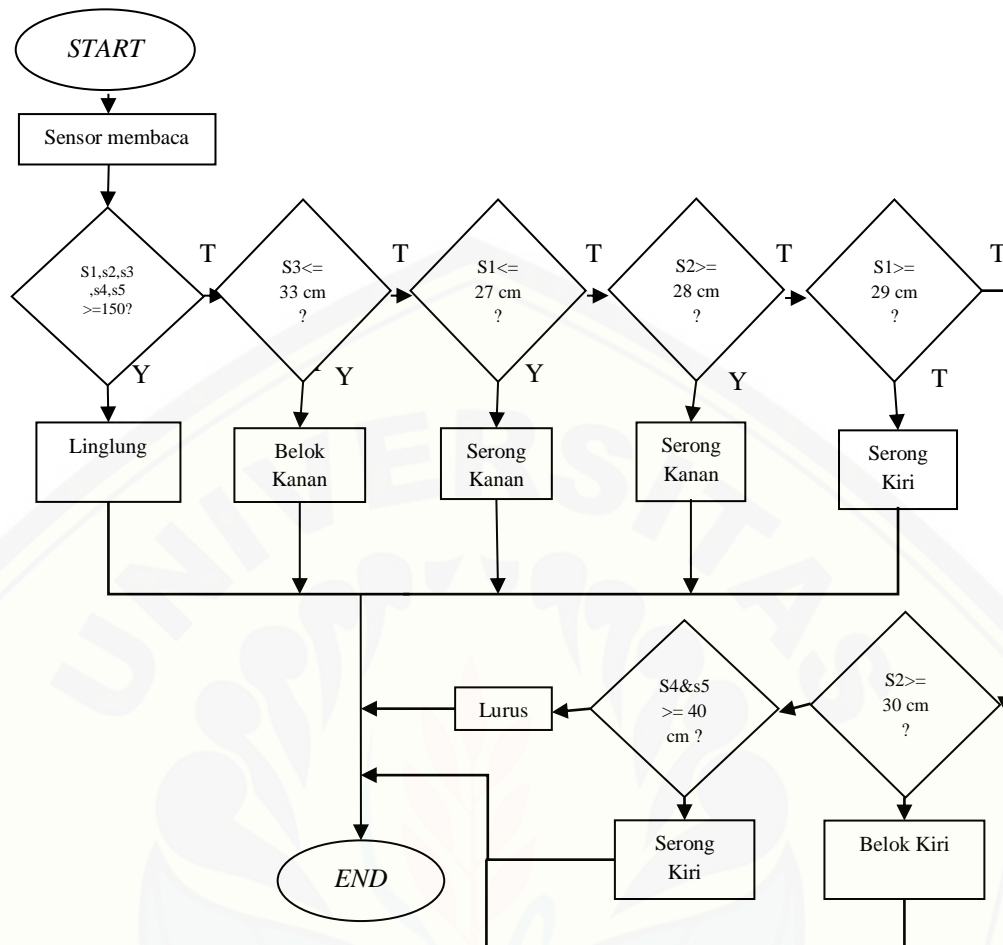 START
Sensor membaca
S1,s2,s3
,s4,s5
>=150?
T
Y
Linglung
S3<=
33 cm
?
T
Y
Belok
Kanan
S1<=
27 cm
?
T
Y
Serong
Kanan
S2>=
28 cm
?
T
Y
Serong
Kanan
S1>=
29 cm
?
T
T
Serong
Kiri
S2>=
30 cm
?
Belok Kiri
S4&s5
>= 40
cm ?
Serong
Kiri
Lurus
END
UNIVERSITAS